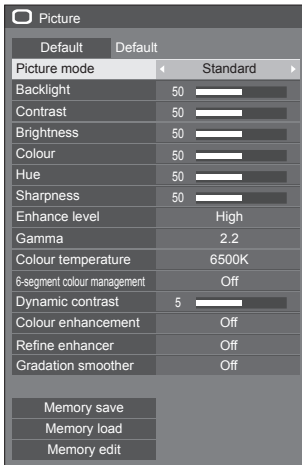 Picture
Default Default
Picture mode Standard
Backlight 50
Contrast 50
Brightness 50
Colour 50
Hue 50
Sharpness 50
Enhance level High
Gamma 2.2
Colour temperature 6500K
6-segment colour management Off
Dynamic contrast 5
Colour enhancement Off
Refine enhancer Off
Gradation smoother Off
Memory save
Memory load
Memory edit